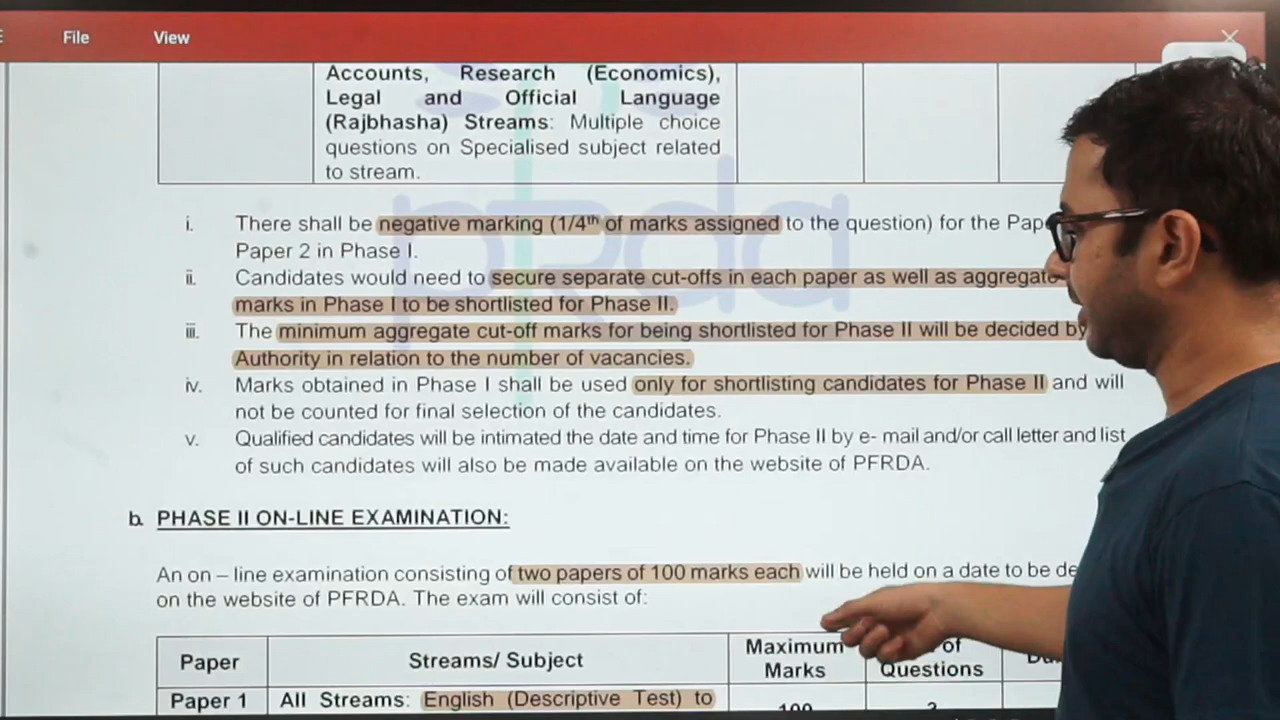 File View
Accounts, Research (Economics),
Legal and Official Language
(Rajbhasha) Streams: Multiple choice
questions on Specialised subject related
to stream.
i. There shall be negative marking (1/4th of marks assigned to the question) for the
Paper 2 in Phase I.
ii. Candidates would need to secure separate cut-offs in each paper as well as
marks in Phase I to be shortlisted for Phase II.
iii. The minimum aggregate cut-off marks for being shortlisted for Phase II will be decided by
Authority in relation to the number of vacancies.
iv. Marks obtained in Phase I shall be used only for shortlisting candidates for Phase II and will
not be counted for final selection of the candidates.
v. Qualified candidates will be intimated the date and time for Phase II by e- mail and/or call letter and list
of such candidates will also be made available on the website of PFRDA.
b. PHASE II ON-LINE EXAMINATION:
An on – line examination consisting of two papers of 100 marks each will be held on a date to be
on the website of PFRDA. The exam will consist of:
Paper Streams/ Subject Maximum Marks of Questions
Paper 1 All Streams: English (Descriptive Test) to 100 3